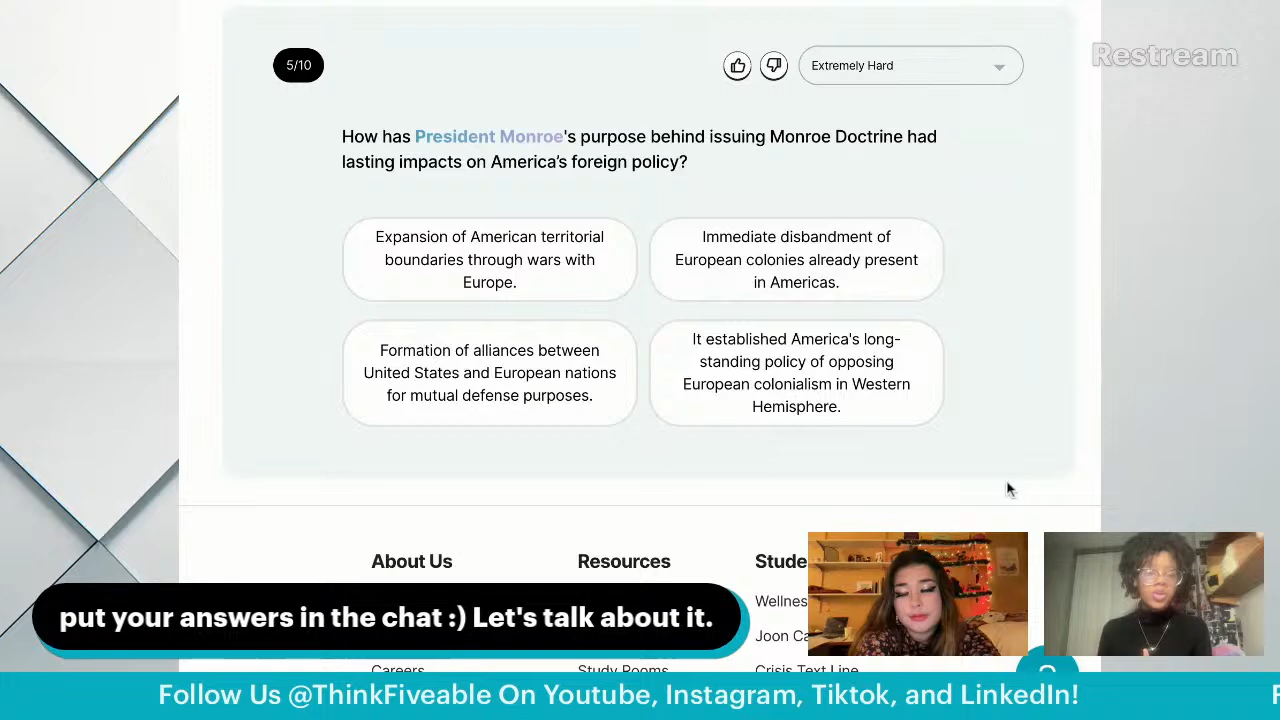 Restream
5/10
Extremely Hard
How has President Monroe's purpose behind issuing Monroe Doctrine had
lasting impacts on America's foreign policy?
Expansion of American territorial
boundaries through wars with
Europe.
Immediate disbandment of
European colonies already present
in Americas.
Formation of alliances between
United States and European nations
for mutual defense purposes.
It established America's long-
standing policy of opposing
European colonialism in Western
Hemisphere.
About Us
Resources
Stude
Wellnes
Joon Ca
put your answers in the chat :) Let's talk about it.
Careers
Study Rooms
Crisis Text Line
Follow Us @ThinkFiveable On Youtube, Instagram, Tiktok, and LinkedIn!